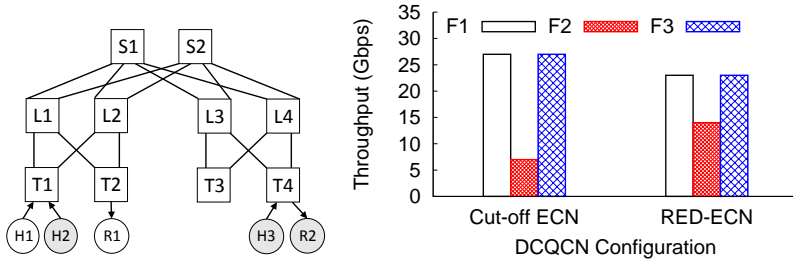 S1 S2
L1 L2 L3 L4
T1 T2 T3 T4
H1 H2 R1 H3 R2
Throughput (Gbps)
35
30
25
20
15
10
5
0
F1 F2 F3
Cut-off ECN RED-ECN
DCQCN Configuration